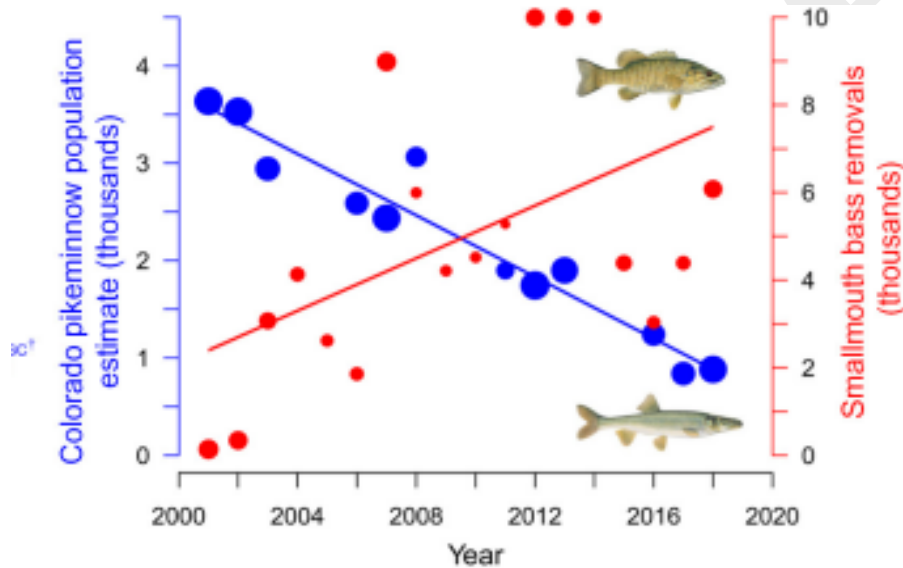 Colorado pikeminnow population
estimate (thousands)
4
3
2
1
0
10
8
6
4
2
0
Smallmouth bass removals
(thousands)
2000 2004 2008 2012 2016 2020
Year